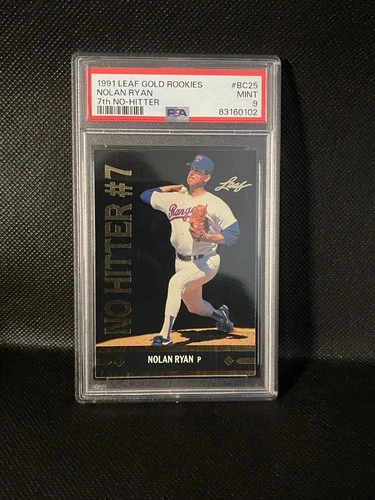 1991 LEAF GOLD ROOKIES #BC25
NOLAN RYAN MINT
7th NO-HITTER PSA 9
83160102
NO HITTER #7
Leaf
Rangers
NOLAN RYAN P